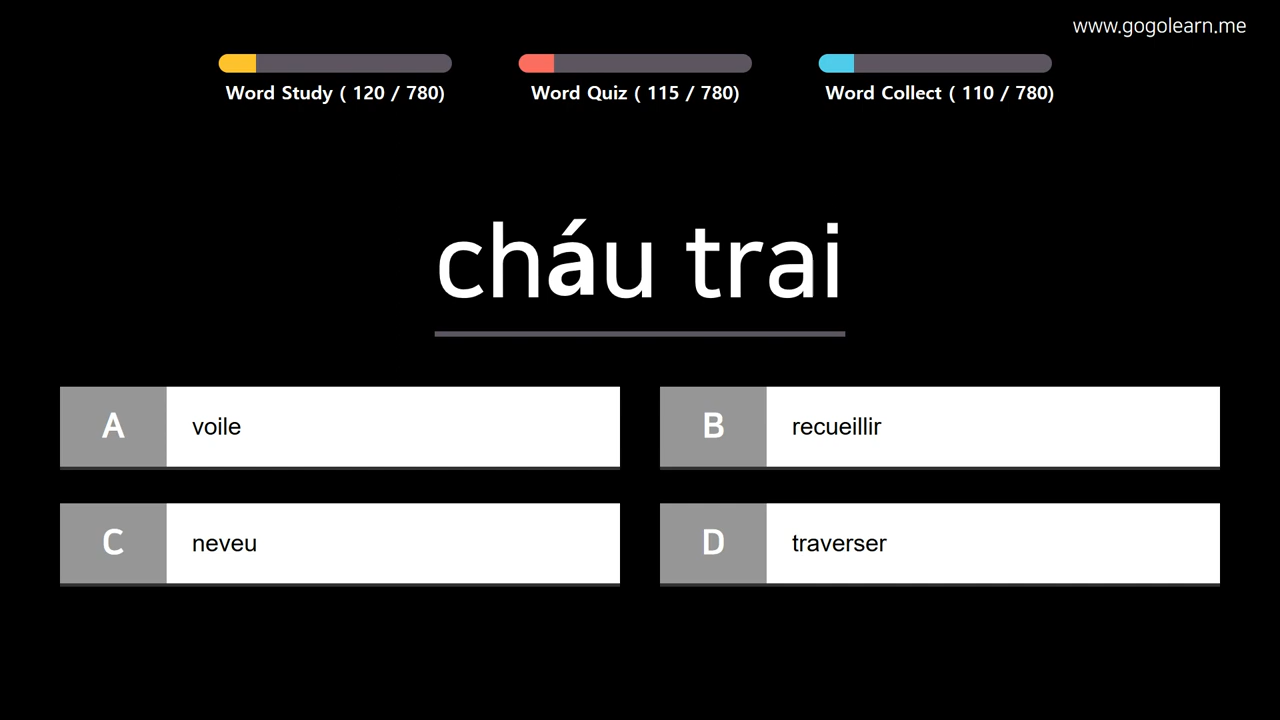 www.gogolearn.me
Word Study ( 120 / 780)
Word Quiz ( 115 / 780)
Word Collect ( 110 / 780)
cháu trai
A voile
B recueillir
C neveu
D traverser